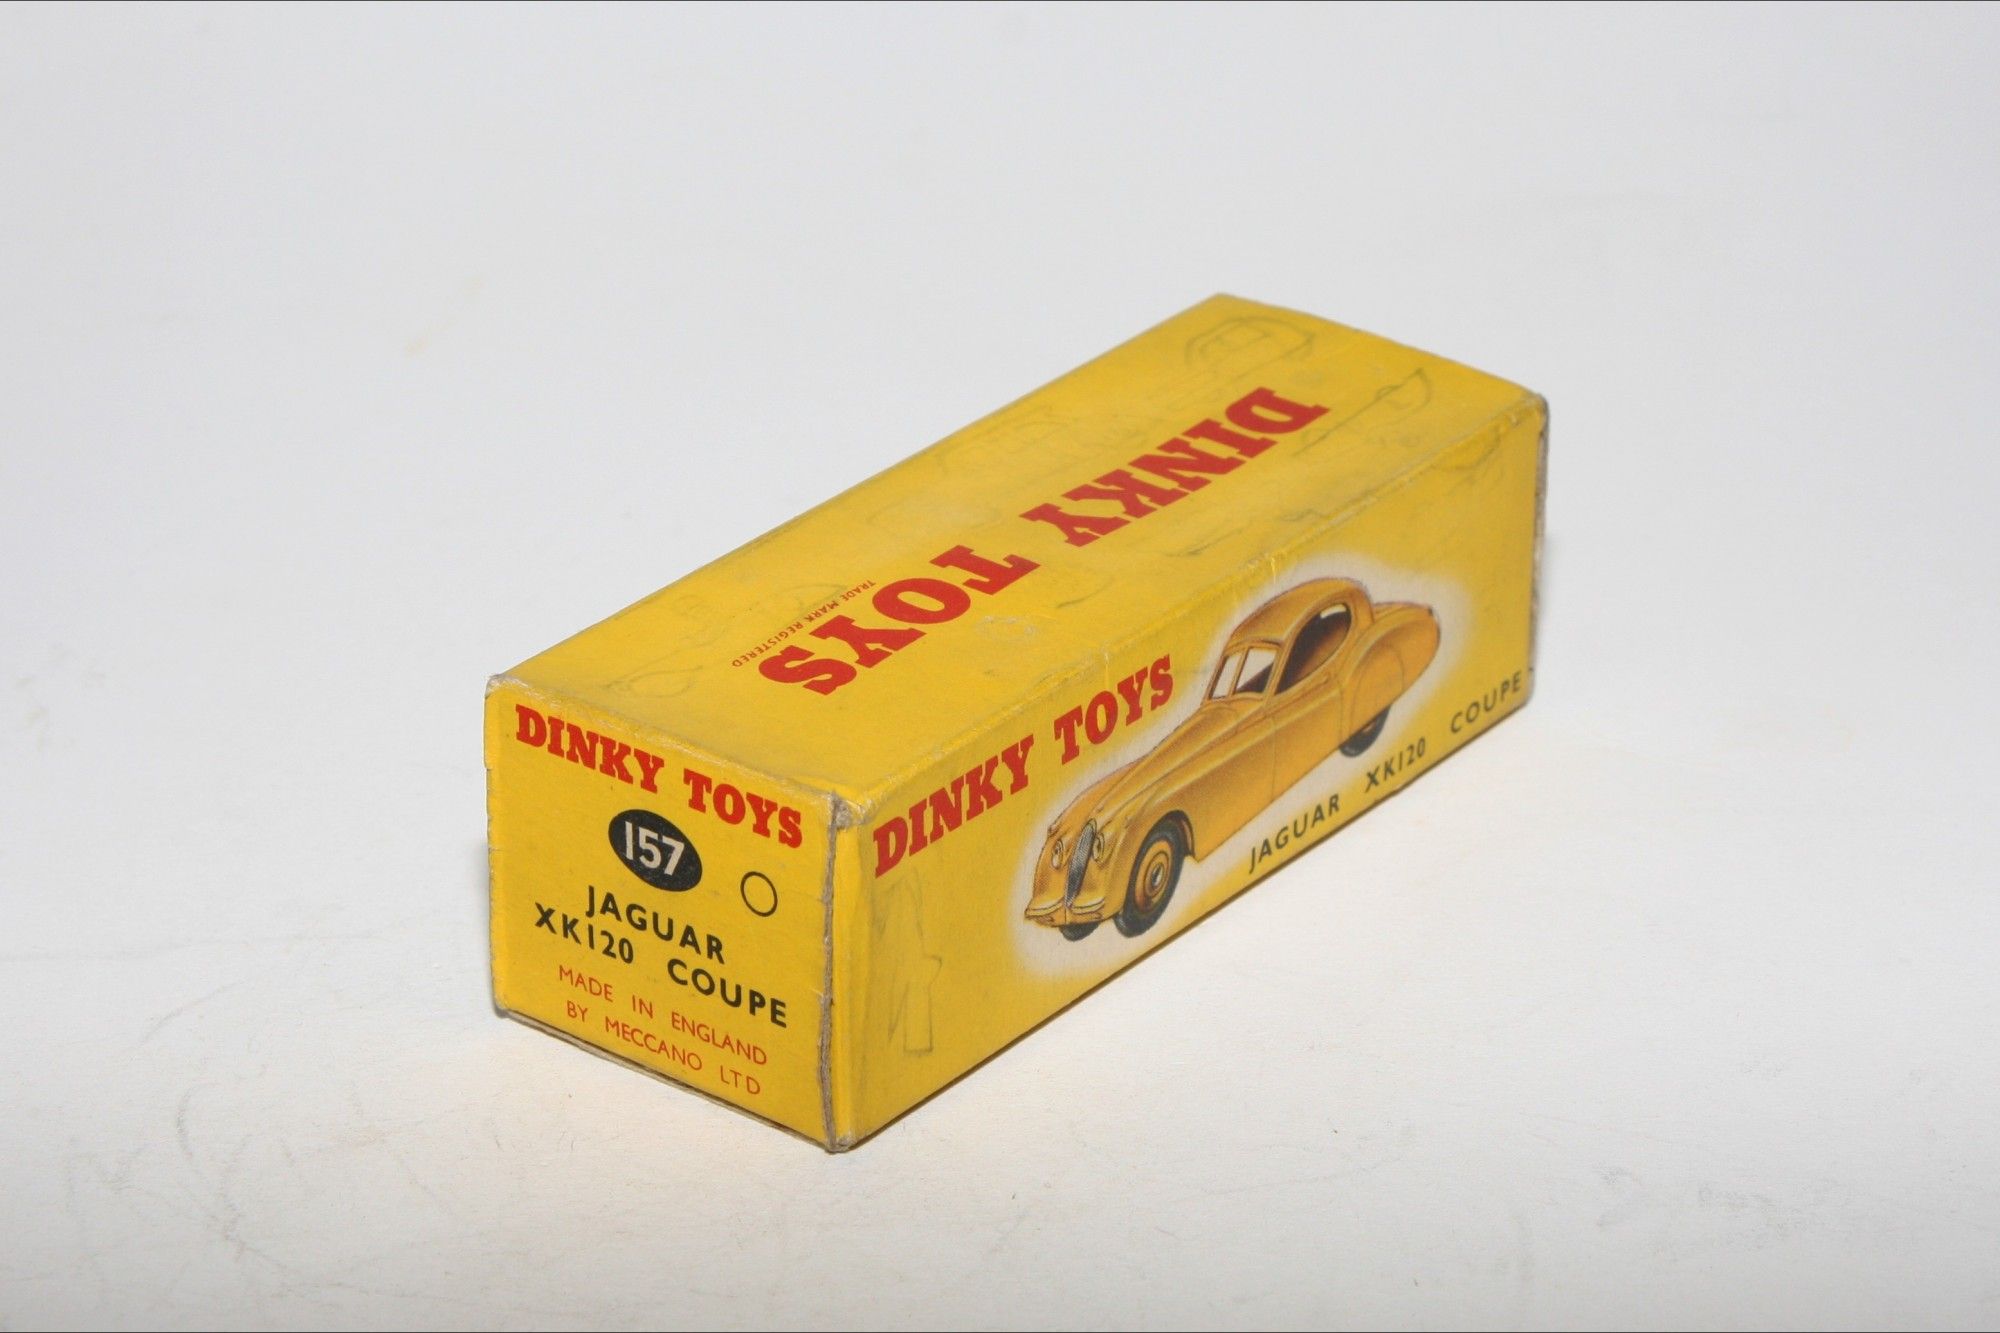 DINKY TOYS
TRADE MARK REGISTERED
DINKY TOYS
157
JAGUAR
XK120 COUPE
MADE IN ENGLAND
BY MECCANO LTD
DINKY TOYS
JAGUAR XK120 COUPE